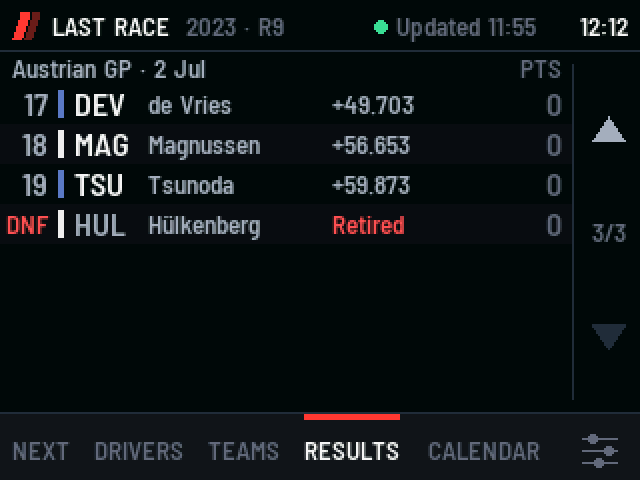 LAST RACE 2023 · R9 Updated 11:55 12:12
Austrian GP · 2 Jul PTS
17 DEV de Vries +49.703 0
18 MAG Magnussen +56.653 0
19 TSU Tsunoda +59.873 0
DNF HUL Hülkenberg Retired 0
3/3
NEXT DRIVERS TEAMS RESULTS CALENDAR